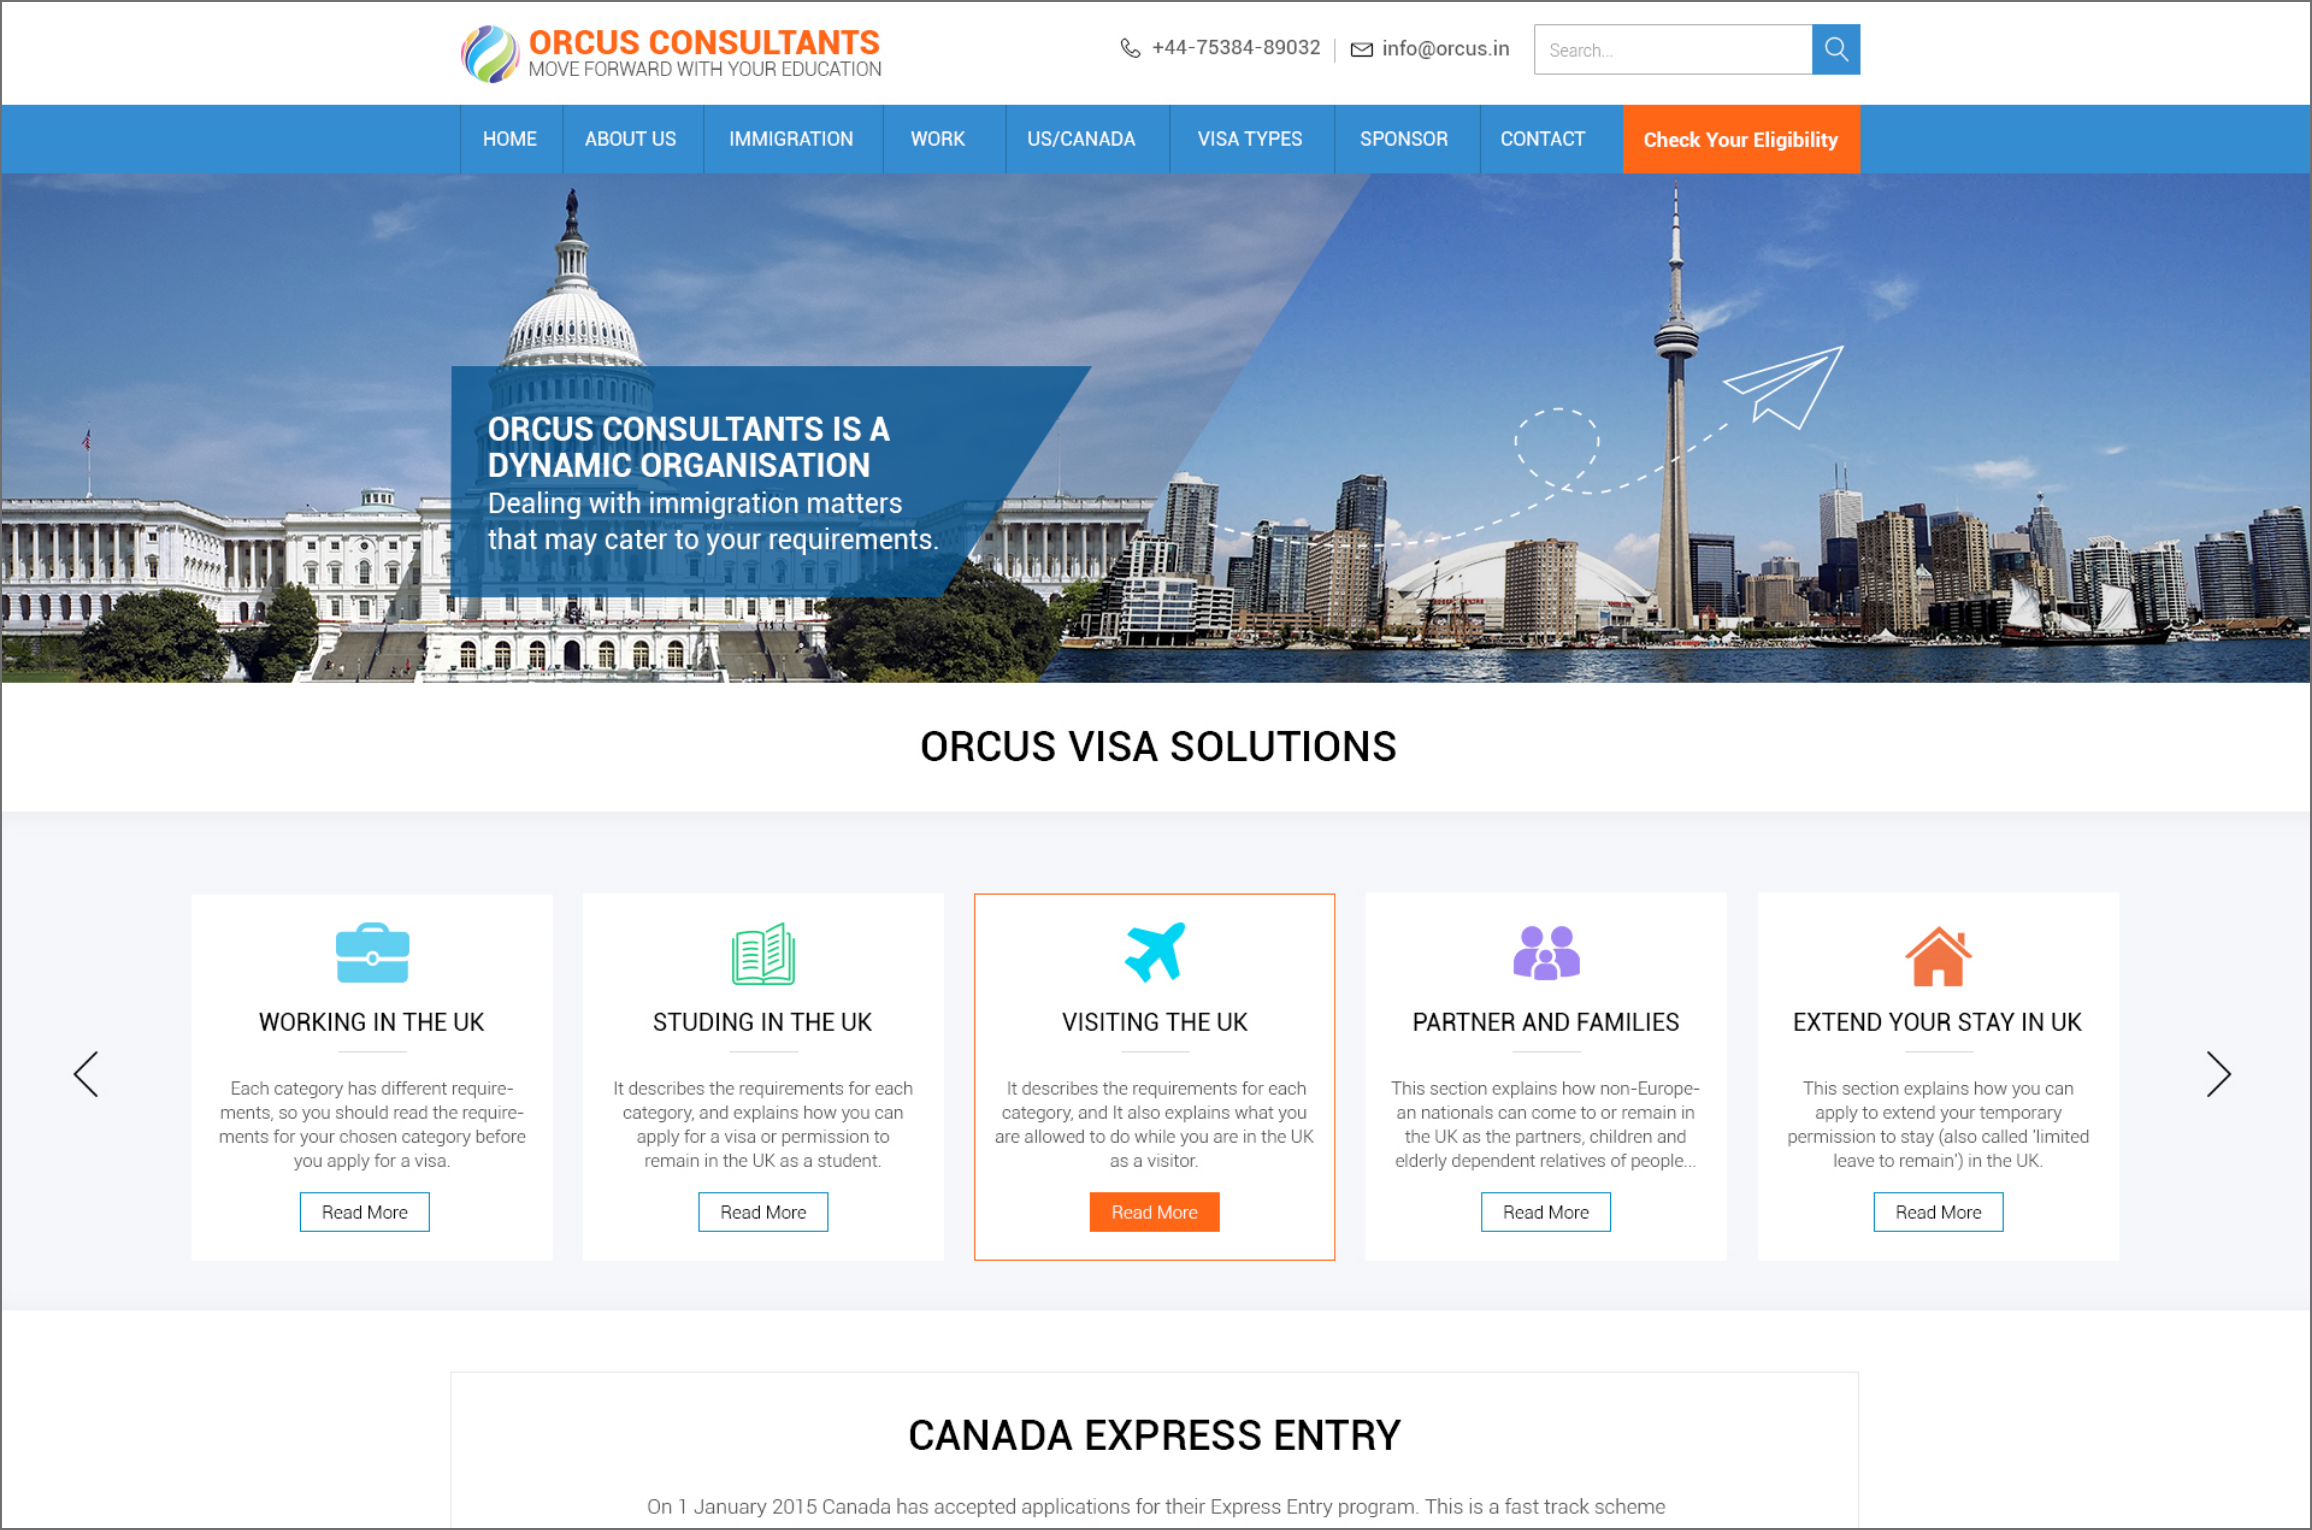 ORCUS CONSULTANTS
MOVE FORWARD WITH YOUR EDUCATION
+44-75384-89032
info@orcus.in
Search...
HOME
ABOUT US
IMMIGRATION
WORK
US/CANADA
VISA TYPES
SPONSOR
CONTACT
Check Your Eligibility
ORCUS CONSULTANTS IS A
DYNAMIC ORGANISATION
Dealing with immigration matters
that may cater to your requirements.
ORCUS VISA SOLUTIONS
WORKING IN THE UK
Each category has different require-
ments, so you should read the require-
ments for your chosen category before
you apply for a visa.
Read More
STUDING IN THE UK
It describes the requirements for each
category, and explains how you can
apply for a visa or permission to
remain in the UK as a student.
Read More
VISITING THE UK
It describes the requirements for each
category, and It also explains what you
are allowed to do while you are in the UK
as a visitor.
Read More
PARTNER AND FAMILIES
This section explains how non-Europe-
an nationals can come to or remain in
the UK as the partners, children and
elderly dependent relatives of people...
Read More
EXTEND YOUR STAY IN UK
This section explains how you can
apply to extend your temporary
permission to stay (also called 'limited
leave to remain') in the UK.
Read More
CANADA EXPRESS ENTRY
On 1 January 2015 Canada has accepted applications for their Express Entry program. This is a fast track scheme